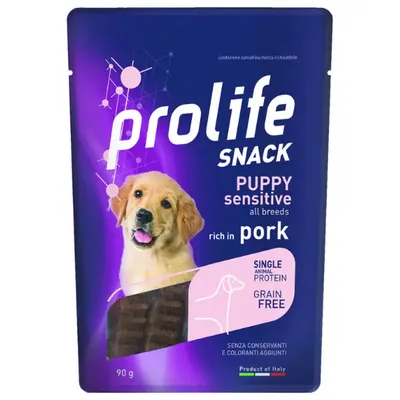 prolife
SNACK
PUPPY
sensitive
all breeds
rich in pork
SINGLE
ANIMAL
PROTEIN
GRAIN
FREE
SENZA CONSERVANTI
E COLORANTI AGGIUNTI
90 g
Product of Italy